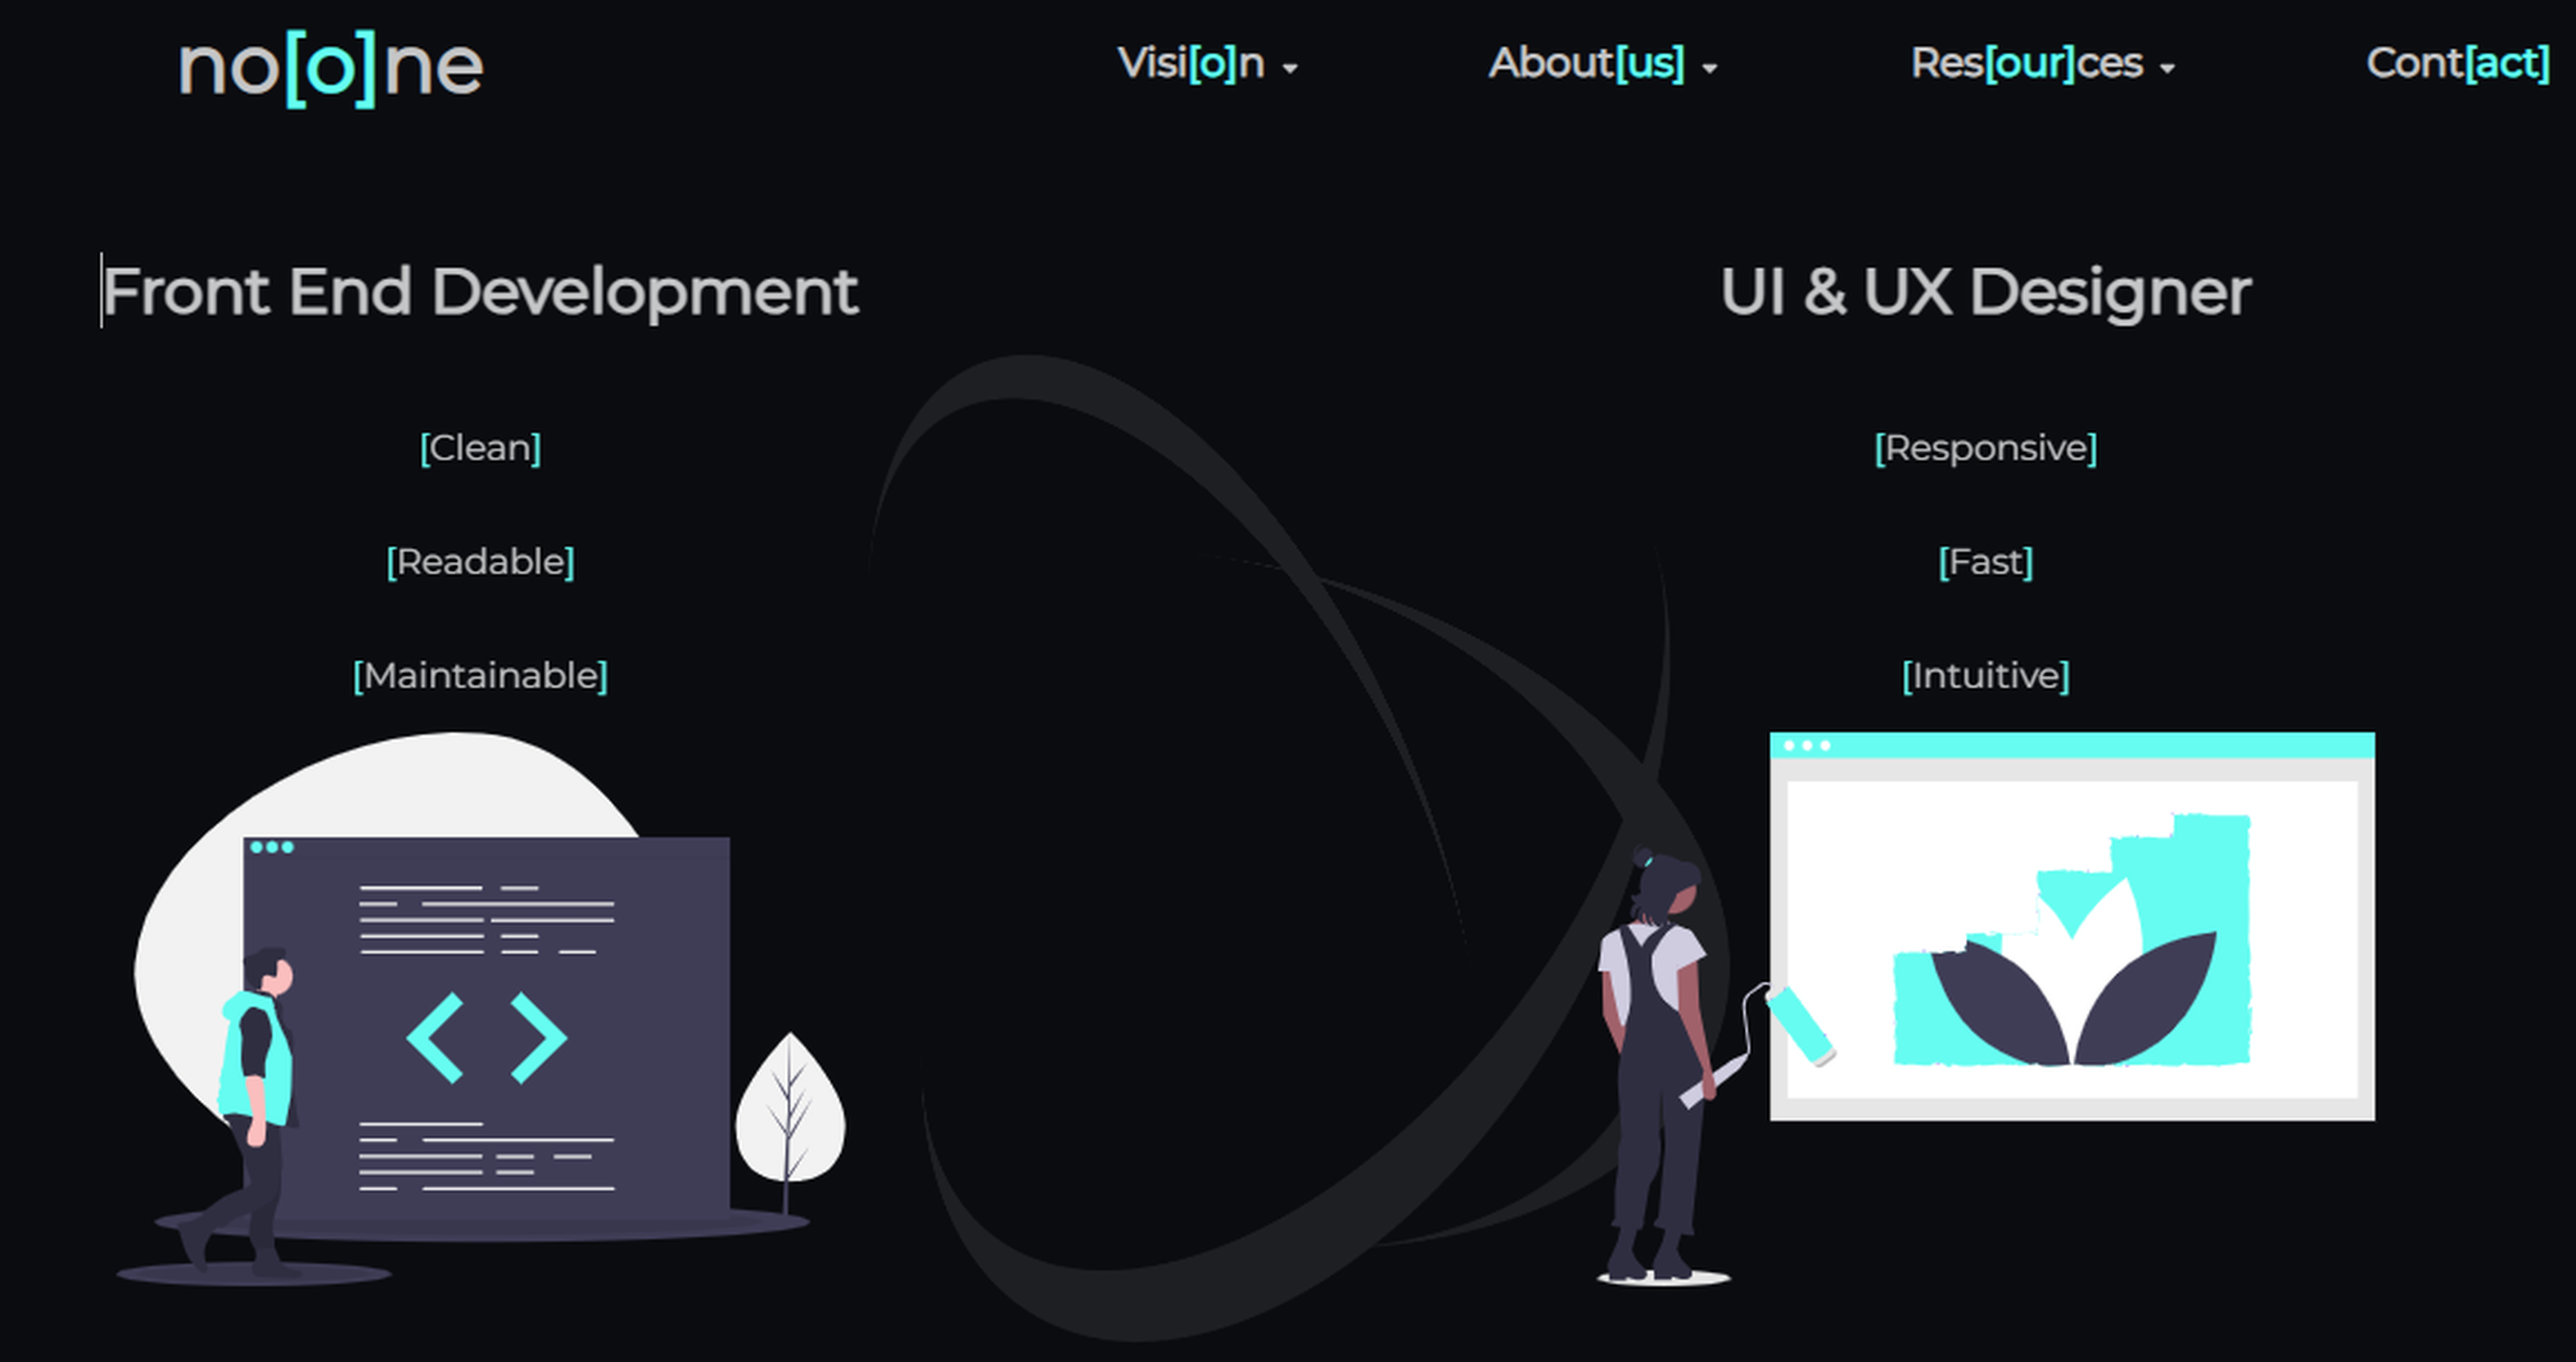 no[o]ne
Visi[o]n
About[us]
Res[our]ces
Cont[act]
Front End Development
[Clean]
[Readable]
[Maintainable]
UI & UX Designer
[Responsive]
[Fast]
[Intuitive]
< >